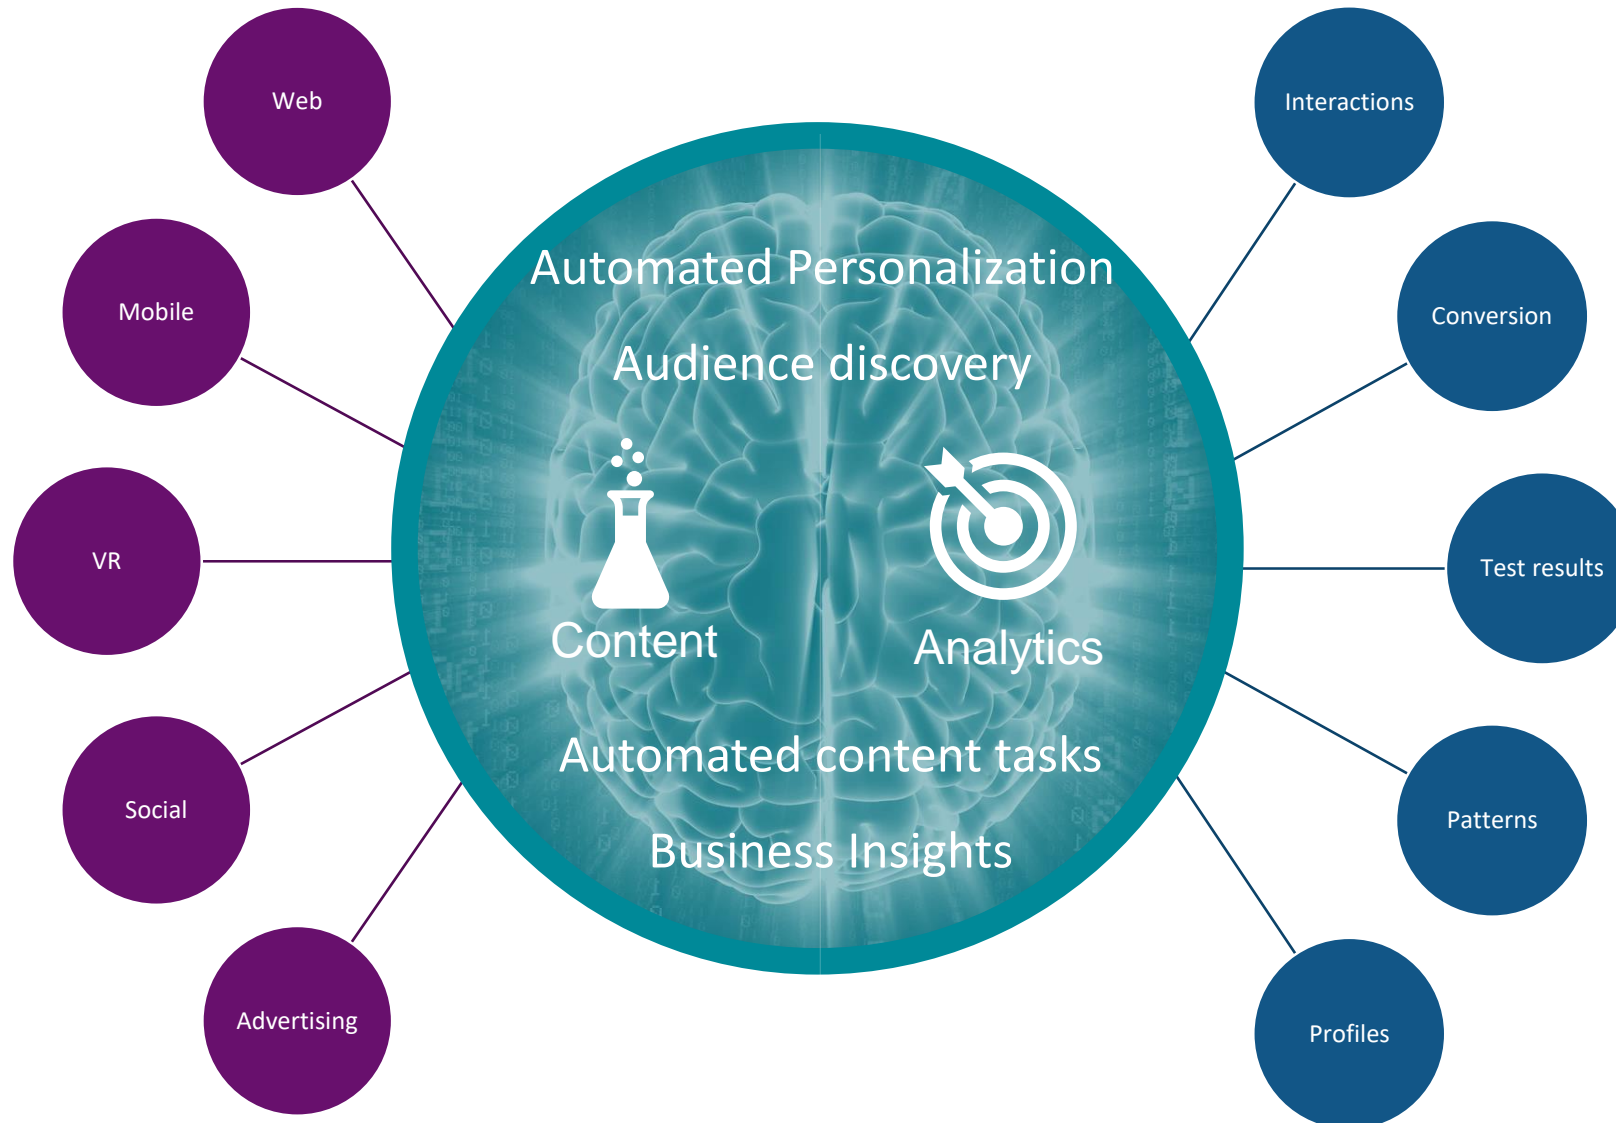 Web
Mobile
VR
Social
Advertising
Automated Personalization
Audience discovery
Content
Analytics
Automated content tasks
Business Insights
Interactions
Conversion
Test results
Patterns
Profiles